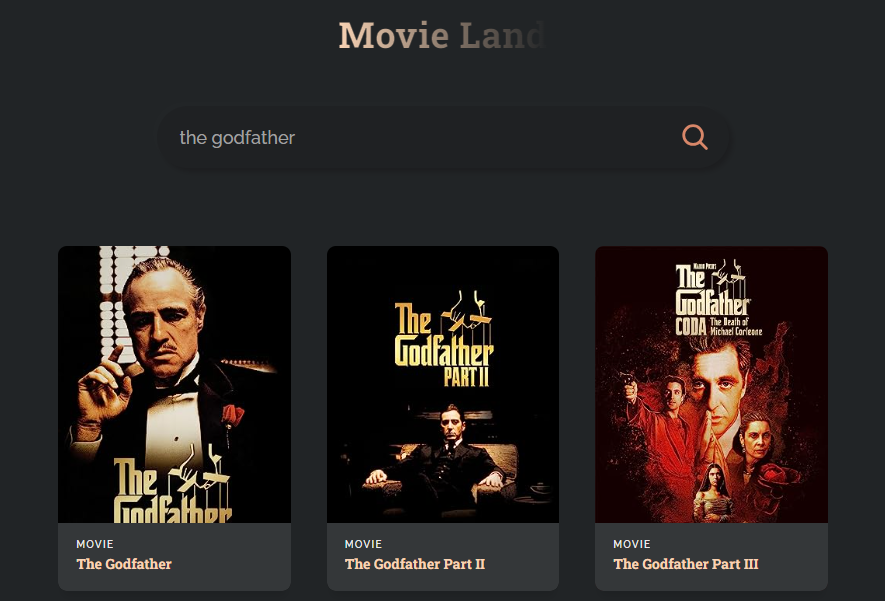 Movie Land
the godfather
The
Godfather
The
Godfather
PART II
MARIO PUZO'S
The
Godfather
CODA The Death of
Michael Corleone
MOVIE
The Godfather
MOVIE
The Godfather Part II
MOVIE
The Godfather Part III